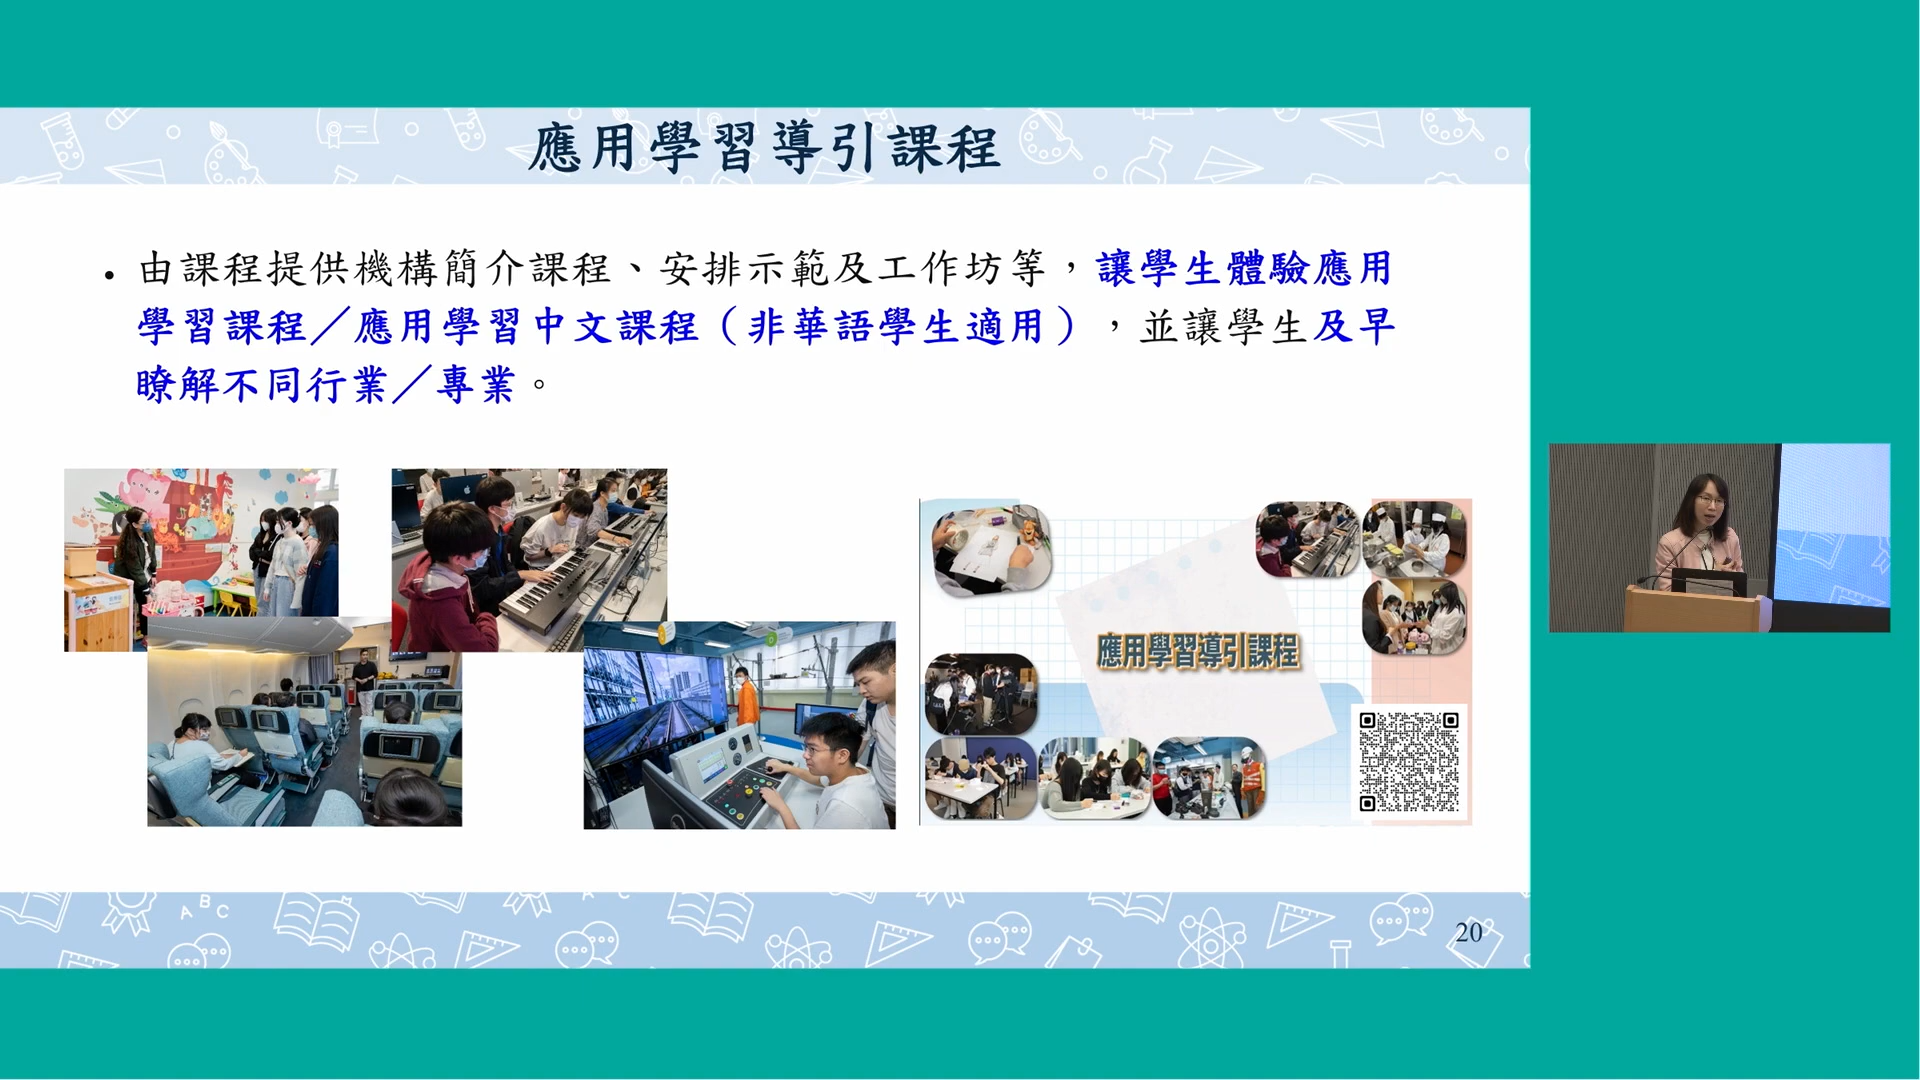 應用學習導引課程
• 由課程提供機構簡介課程、安排示範及工作坊等，讓學生體驗應用
學習課程／應用學習中文課程（非華語學生適用），並讓學生及早
瞭解不同行業／專業。
應用學習導引課程
A B C
20